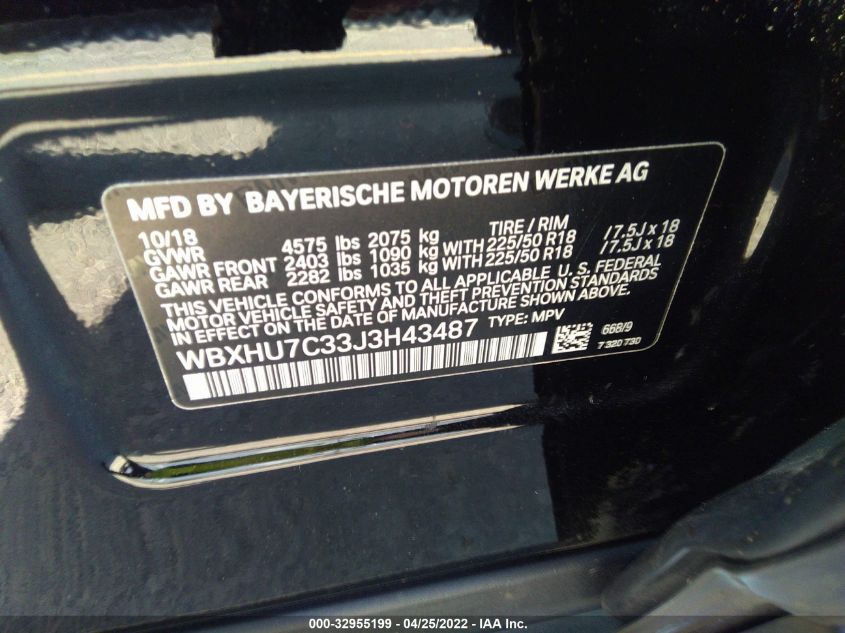 MFD BY BAYERISCHE MOTOREN WERKE AG
10/18 TIRE / RIM
GVWR 4575 lbs 2075 kg
GAWR FRONT 2403 lbs 1090 kg WITH 225/50 R18 / 7.5J x 18
GAWR REAR 2282 lbs 1035 kg WITH 225/50 R18 / 7.5J x 18
THIS VEHICLE CONFORMS TO ALL APPLICABLE U. S. FEDERAL
MOTOR VEHICLE SAFETY AND THEFT PREVENTION STANDARDS
IN EFFECT ON THE DATE OF MANUFACTURE SHOWN ABOVE.
WBXHU7C33J3H43487 TYPE: MPV
668/9
7 320 730
000-32955199 - 04/25/2022 - IAA Inc.